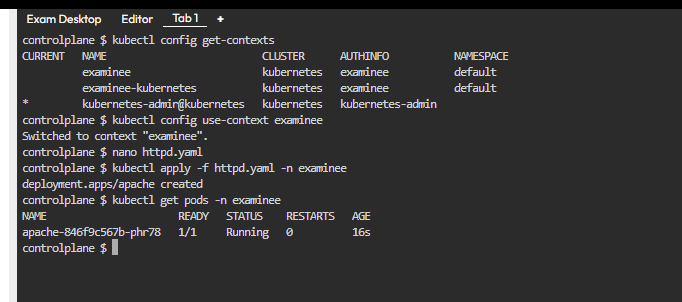 Exam Desktop Editor Tab 1 +
controlplane $ kubectl config get-contexts
CURRENT NAME CLUSTER AUTHINFO NAMESPACE
examinee kubernetes examinee default
examinee-kubernetes kubernetes examinee default
* kubernetes-admin@kubernetes kubernetes kubernetes-admin
controlplane $ kubectl config use-context examinee
Switched to context "examinee".
controlplane $ nano httpd.yaml
controlplane $ kubectl apply -f httpd.yaml -n examinee
deployment.apps/apache created
controlplane $ kubectl get pods -n examinee
NAME READY STATUS RESTARTS AGE
apache-846f9c567b-phr78 1/1 Running 0 16s
controlplane $